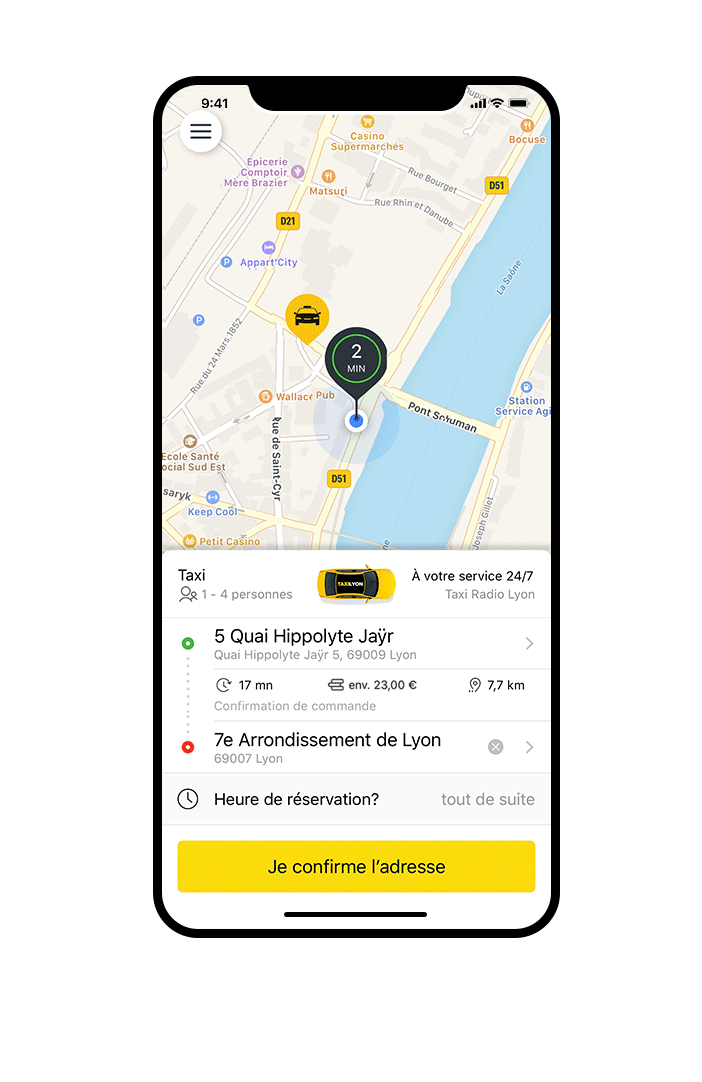 9:41
Casino
Supermarchés
Bocuse
Epicerie
Comptoir
Mère Brazier
Matsuri
Rue Bourget
D51
Rue Rhin et Danube
D21
P
Appart'City
La Saône
P
Rue du 24 Mars 1852
2
MIN
Wallace Pub
Pont Schuman
Station
Service Agi
Rue de Saint-Cyr
Ecole Santé
ocial Sud Est
D51
saryk
Keep Cool
Joseph Gillet
Petit Casino
Taxi
1 - 4 personnes
TAXILYON
À votre service 24/7
Taxi Radio Lyon
5 Quai Hippolyte Jaÿr
Quai Hippolyte Jaÿr 5, 69009 Lyon
17 mn env. 23,00 € 7,7 km
Confirmation de commande
7e Arrondissement de Lyon
69007 Lyon
Heure de réservation? tout de suite
Je confirme l'adresse